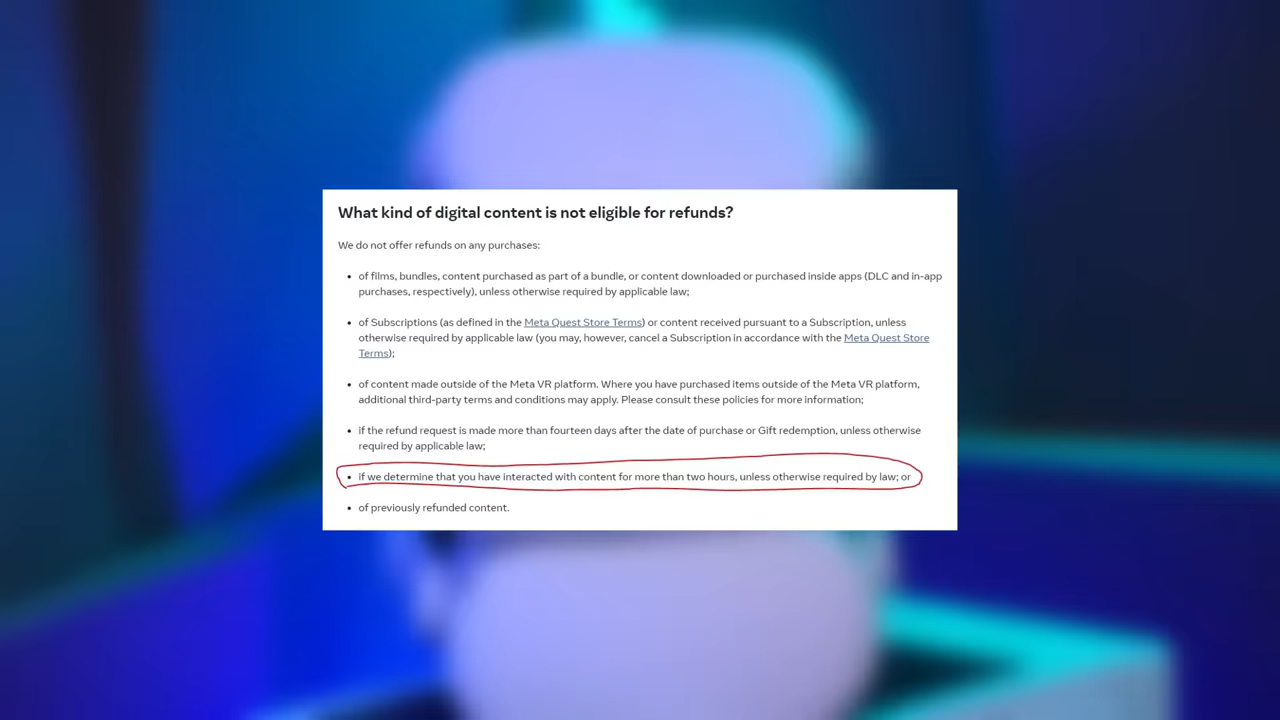 What kind of digital content is not eligible for refunds?
We do not offer refunds on any purchases:
• of films, bundles, content purchased as part of a bundle, or content downloaded or purchased inside apps (DLC and in-app
purchases, respectively), unless otherwise required by applicable law;
• of Subscriptions (as defined in the Meta Quest Store Terms) or content received pursuant to a Subscription, unless
otherwise required by applicable law (you may, however, cancel a Subscription in accordance with the Meta Quest Store
Terms);
• of content made outside of the Meta VR platform. Where you have purchased items outside of the Meta VR platform,
additional third-party terms and conditions may apply. Please consult these policies for more information;
• if the refund request is made more than fourteen days after the date of purchase or Gift redemption, unless otherwise
required by applicable law;
• if we determine that you have interacted with content for more than two hours, unless otherwise required by law; or
• of previously refunded content.